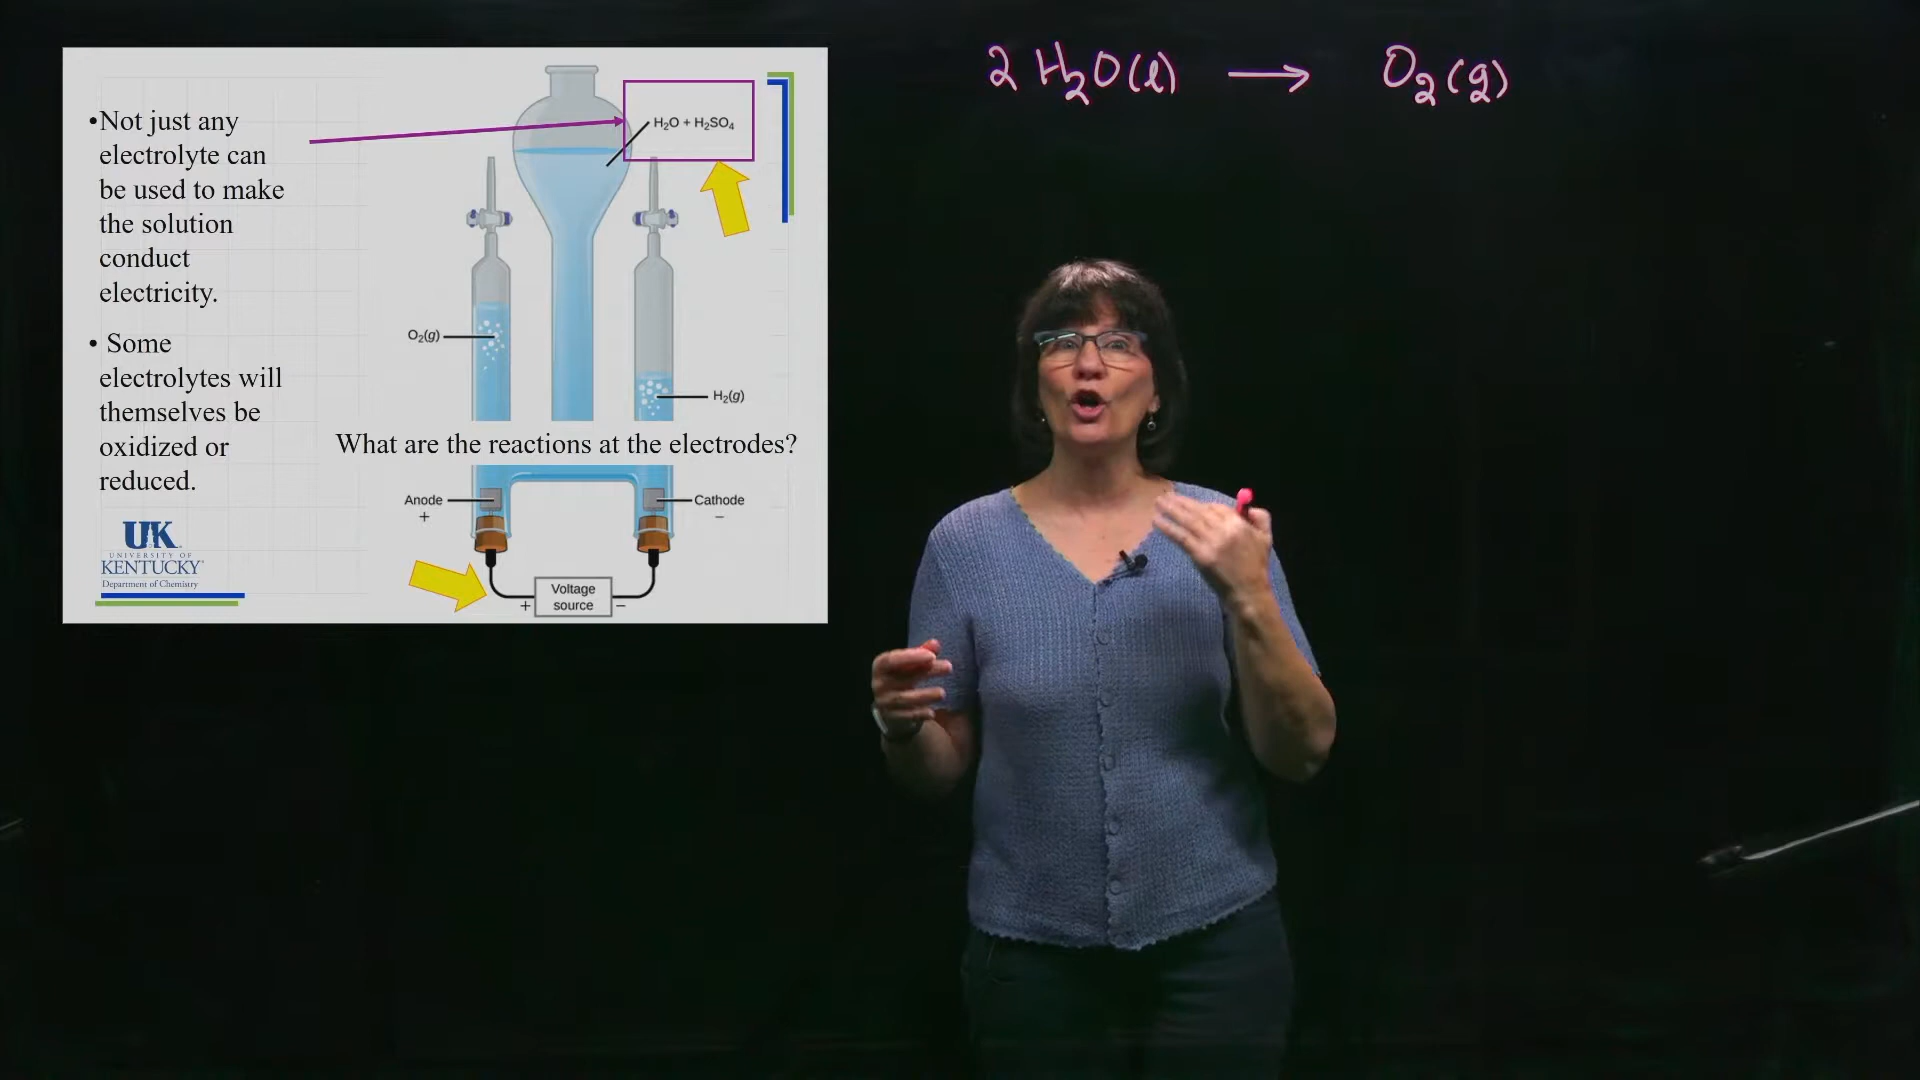 •Not just any
electrolyte can
be used to make
the solution
conduct
electricity.
• Some
electrolytes will
themselves be
oxidized or
reduced.
UK
UNIVERSITY OF
KENTUCKY
Department of Chemistry
H₂O + H₂SO₄
O₂(g)
H₂(g)
What are the reactions at the electrodes?
Anode
+
Cathode
−
Voltage
source
+
−
2 H₂O(l) ⟶ O₂(g)